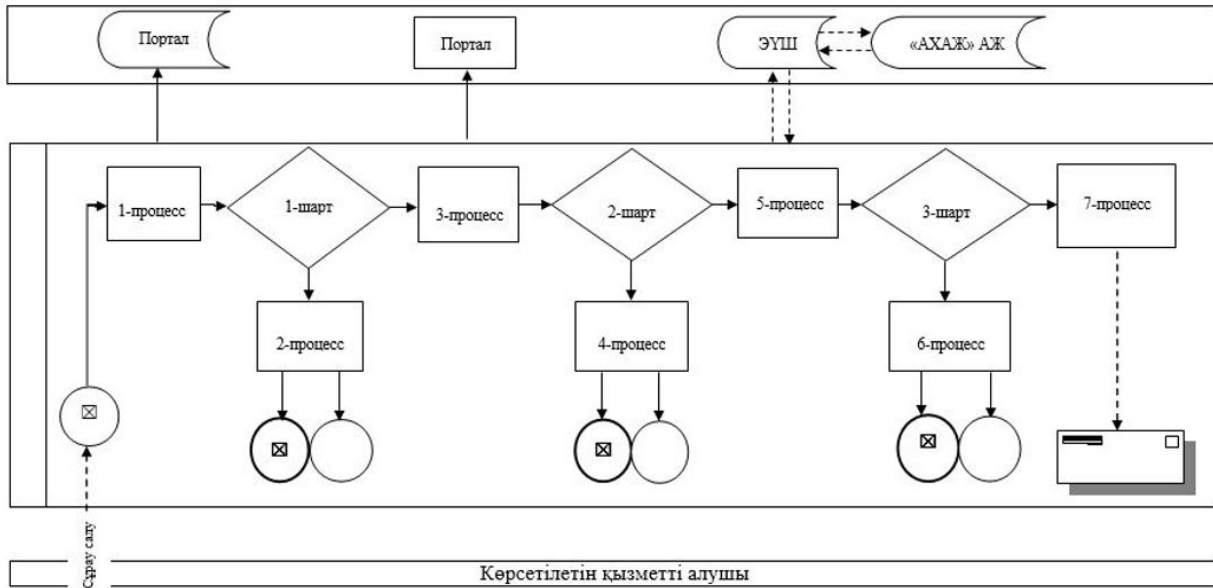 Портал
Портал
ЭҮШ
«АХАЖ» АЖ
1-процесс
1-шарт
3-процесс
2-шарт
5-процесс
3-шарт
7-процесс
2-процесс
4-процесс
6-процесс
Сұрау салу
Көрсетілетін қызметті алушы